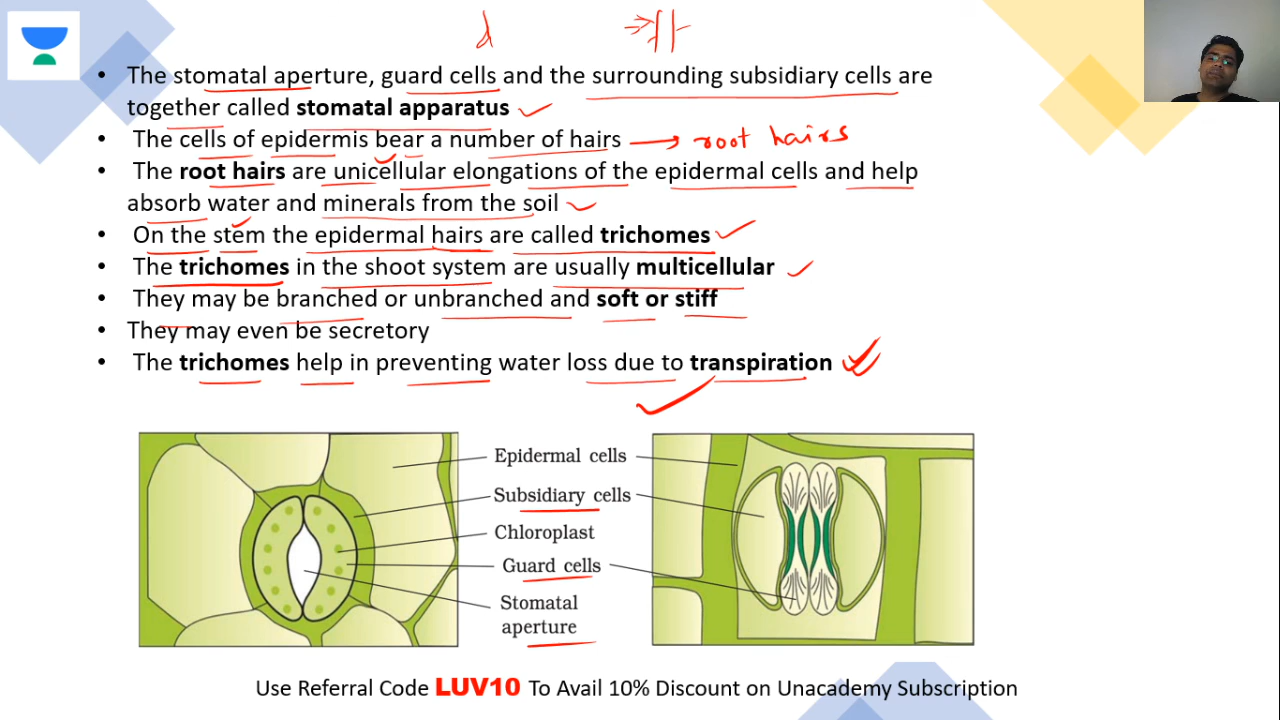 • The stomatal aperture, guard cells and the surrounding subsidiary cells are
together called stomatal apparatus
• The cells of epidermis bear a number of hairs → root hairs
• The root hairs are unicellular elongations of the epidermal cells and help
absorb water and minerals from the soil
• On the stem the epidermal hairs are called trichomes
• The trichomes in the shoot system are usually multicellular
• They may be branched or unbranched and soft or stiff
• They may even be secretory
• The trichomes help in preventing water loss due to transpiration
Epidermal cells
Subsidiary cells
Chloroplast
Guard cells
Stomatal
aperture
Use Referral Code LUV10 To Avail 10% Discount on Unacademy Subscription